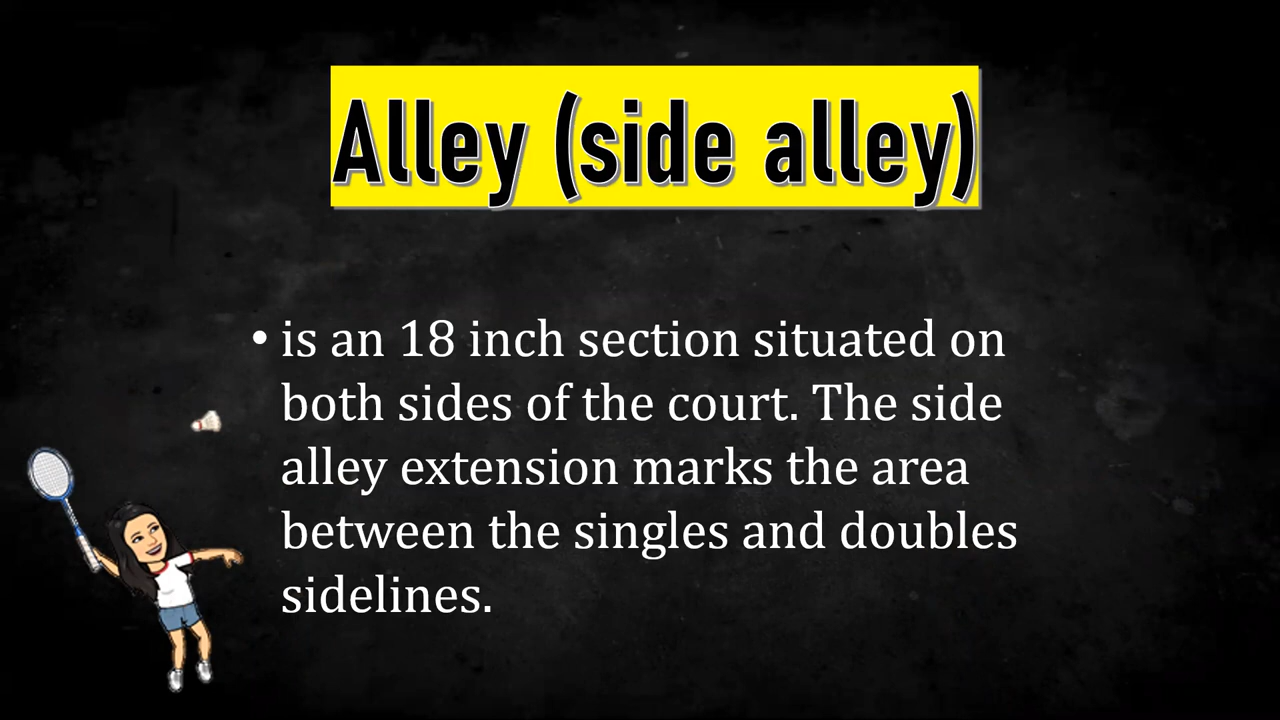 Alley (side alley)
• is an 18 inch section situated on
both sides of the court. The side
alley extension marks the area
between the singles and doubles
sidelines.